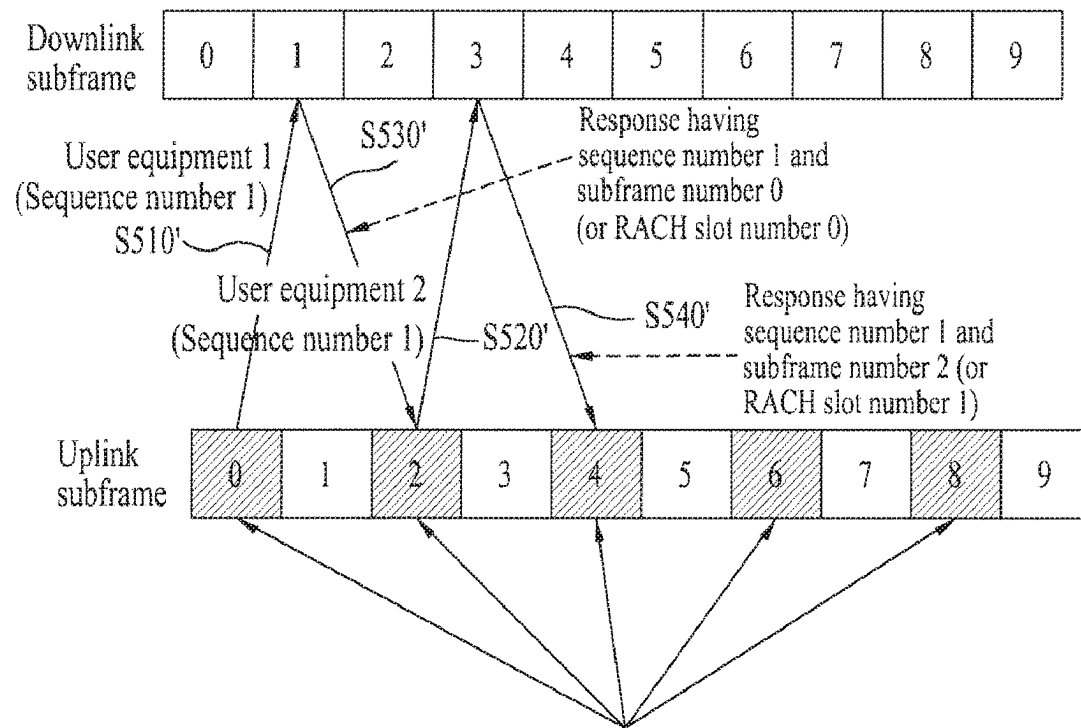 Downlink
subframe
0 1 2 3 4 5 6 7 8 9
S530'
User equipment 1
(Sequence number 1)
S510'
Response having
sequence number 1 and
subframe number 0
(or RACH slot number 0)
User equipment 2
(Sequence number 1)
S520'
S540'
Response having
sequence number 1 and
subframe number 2 (or
RACH slot number 1)
Uplink
subframe
0 1 2 3 4 5 6 7 8 9